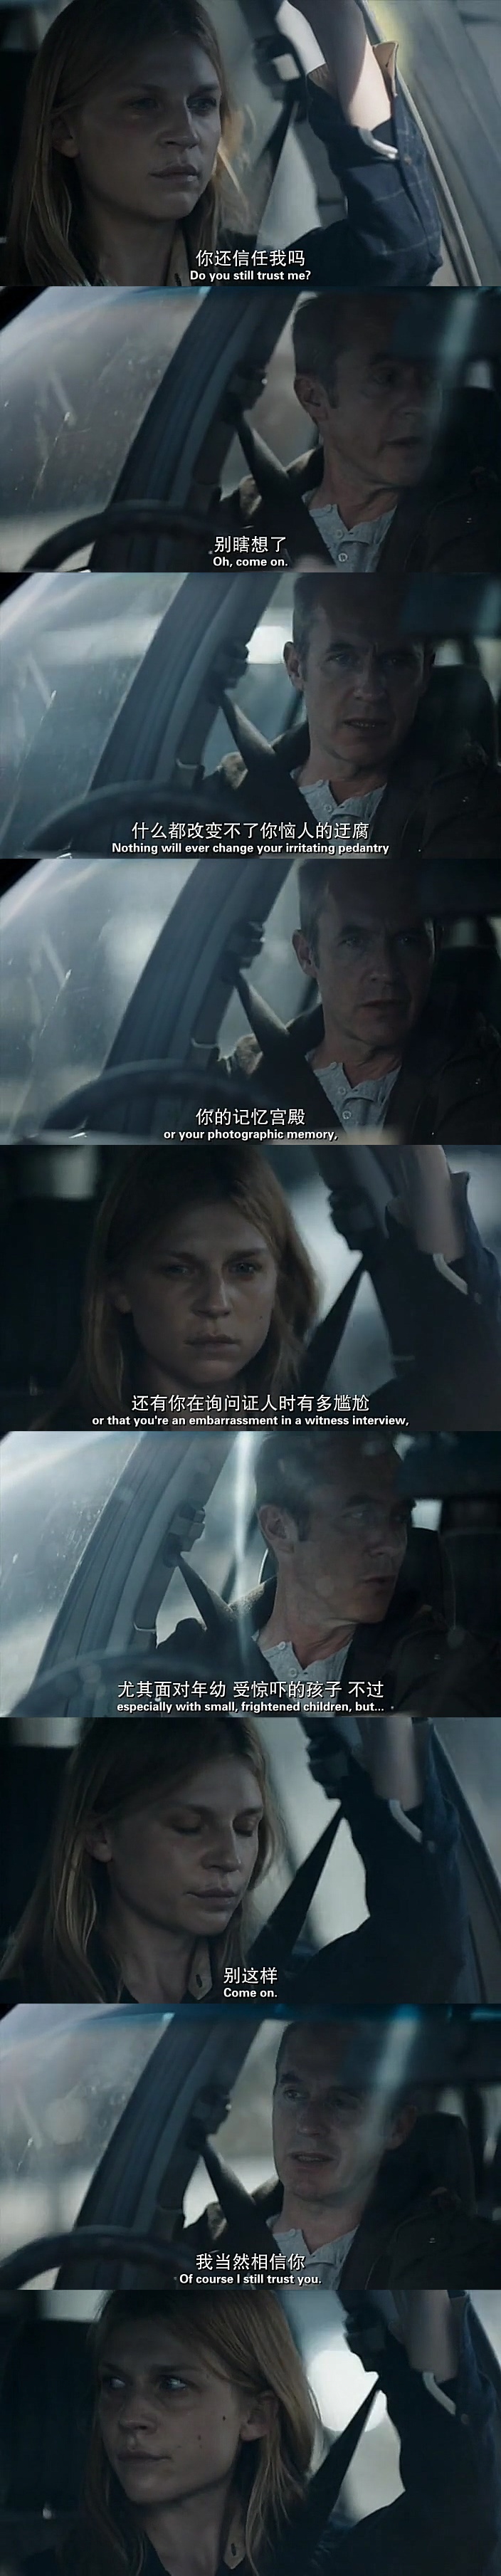 你还信任我吗
Do you still trust me?
别瞎想了
Oh, come on.
什么都改变不了你恼人的迂腐
Nothing will ever change your irritating pedantry
你的记忆宫殿
or your photographic memory,
还有你在询问证人时有多尴尬
or that you're an embarrassment in a witness interview,
尤其面对年幼 受惊吓的孩子 不过
especially with small, frightened children, but...
别这样
Come on.
我当然相信你
Of course I still trust you.